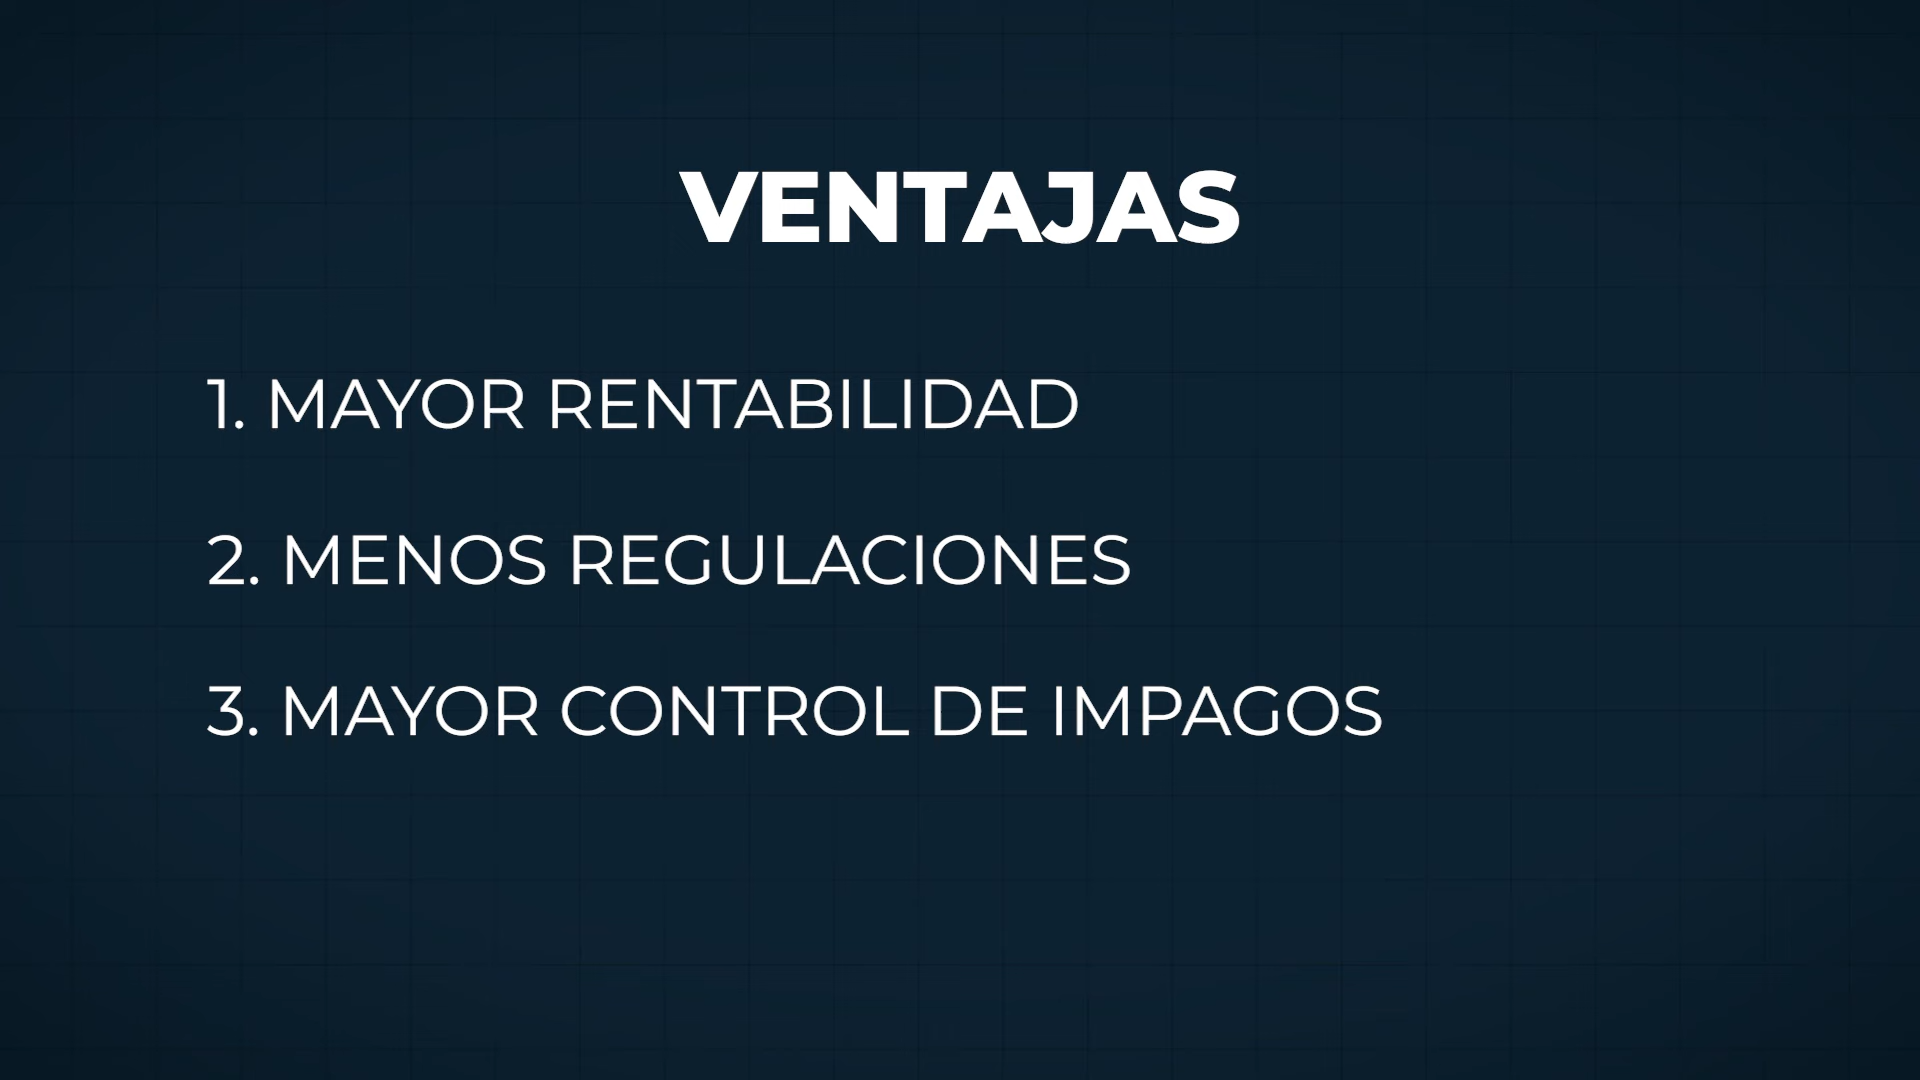 VENTAJAS
1. MAYOR RENTABILIDAD
2. MENOS REGULACIONES
3. MAYOR CONTROL DE IMPAGOS